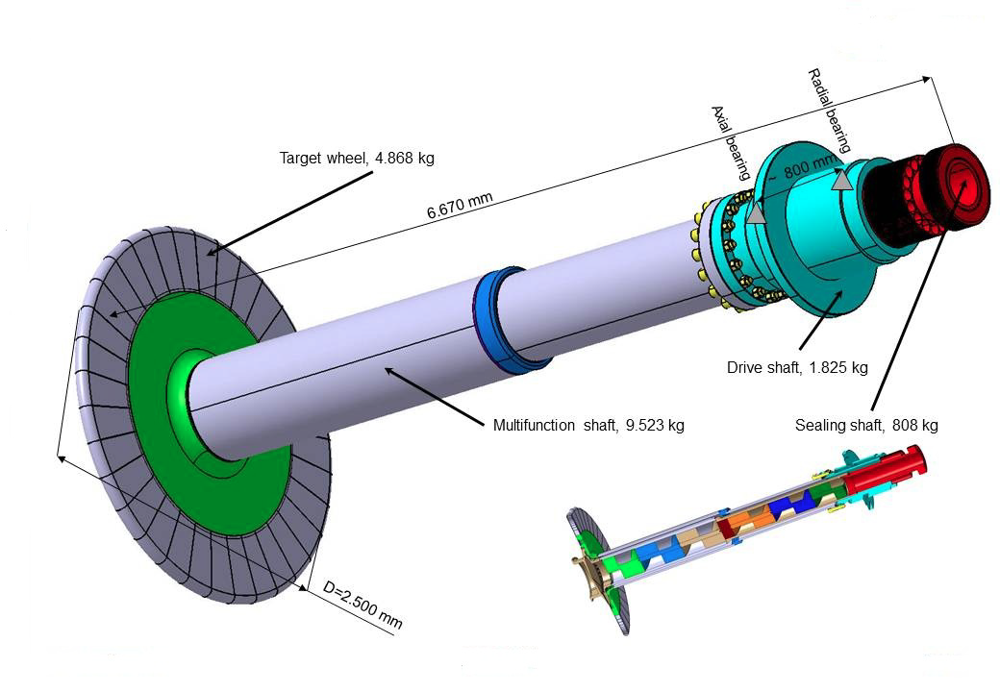 Radial bearing
Axial bearing
Target wheel, 4.868 kg
~ 800 mm
6.670 mm
Drive shaft, 1.825 kg
Multifunction shaft, 9.523 kg
Sealing shaft, 808 kg
D=2.500 mm